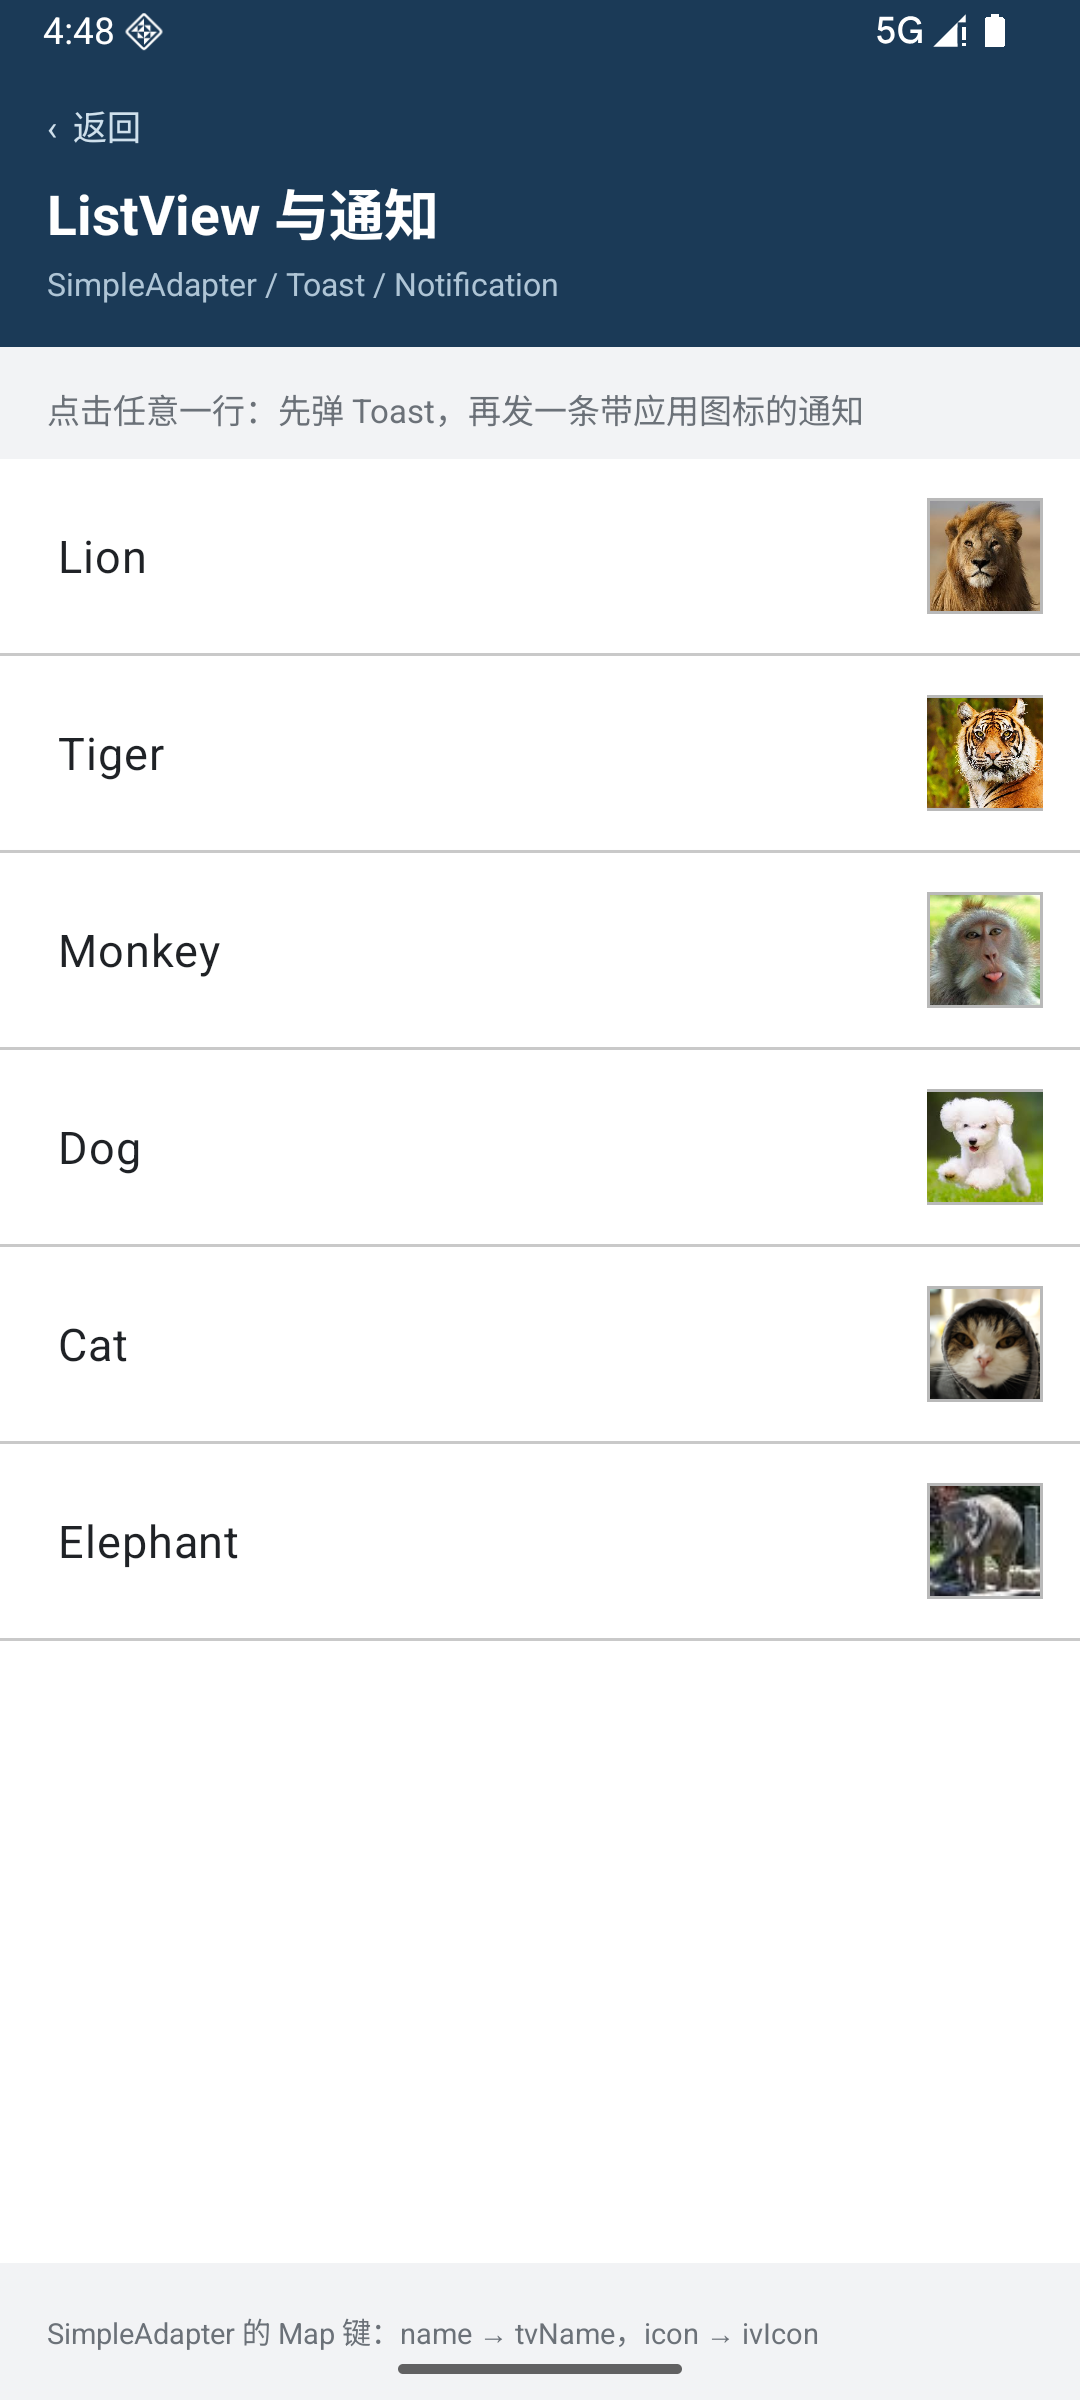 4:48
5G
‹ 返回
ListView 与通知
SimpleAdapter / Toast / Notification
点击任意一行：先弹 Toast，再发一条带应用图标的通知
Lion
Tiger
Monkey
Dog
Cat
Elephant
SimpleAdapter 的 Map 键：name → tvName，icon → ivIcon